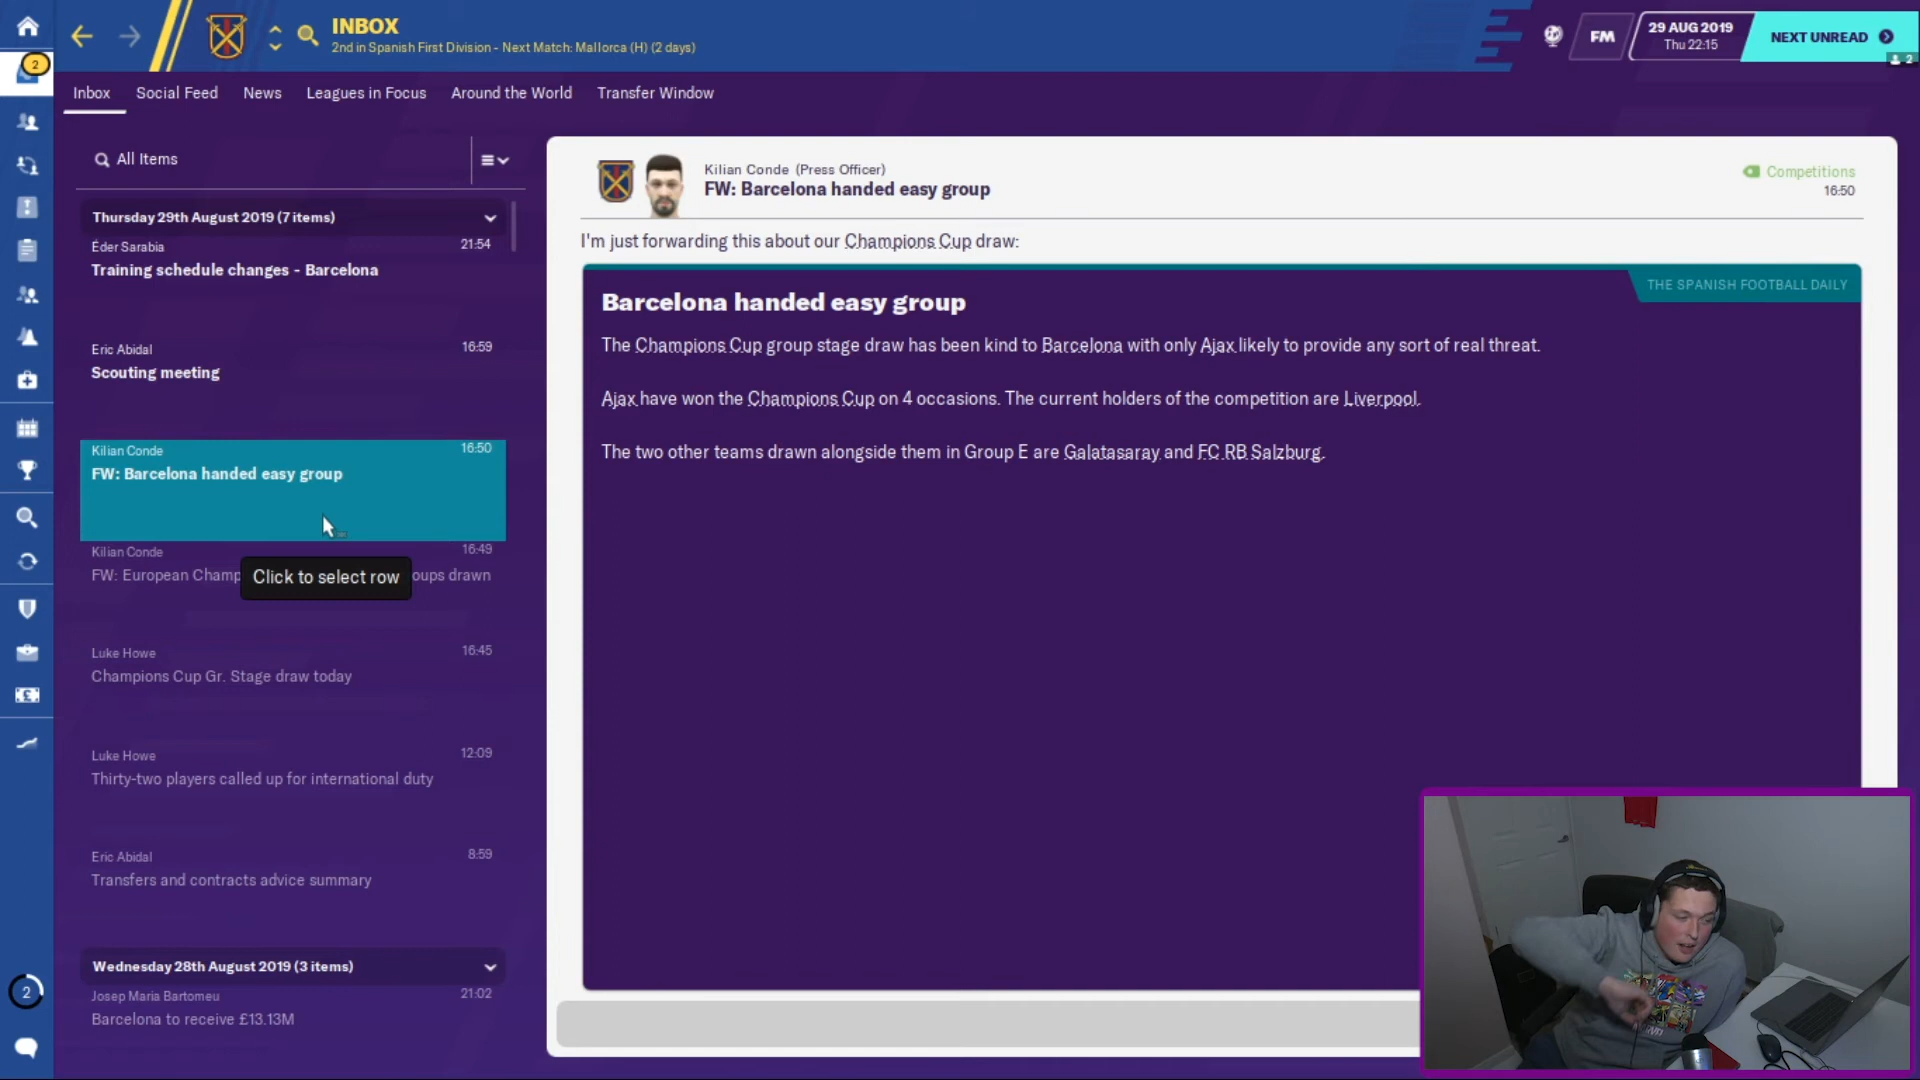 INBOX
2nd in Spanish First Division - Next Match: Mallorca (H) (2 days)
FM
29 AUG 2019
Thu 22:15
NEXT UNREAD
2
2
Inbox
Social Feed
News
Leagues in Focus
Around the World
Transfer Window
All Items
Thursday 29th August 2019 (7 items)
Éder Sarabia
21:54
Training schedule changes - Barcelona
Eric Abidal
16:59
Scouting meeting
Kilian Conde
16:50
FW: Barcelona handed easy group
Kilian Conde
16:49
FW: European Champ
oups drawn
Click to select row
Luke Howe
16:45
Champions Cup Gr. Stage draw today
Luke Howe
12:09
Thirty-two players called up for international duty
Eric Abidal
8:59
Transfers and contracts advice summary
Wednesday 28th August 2019 (3 items)
Josep Maria Bartomeu
21:02
Barcelona to receive £13.13M
2
Kilian Conde (Press Officer)
FW: Barcelona handed easy group
Competitions
16:50
I'm just forwarding this about our Champions Cup draw:
THE SPANISH FOOTBALL DAILY
Barcelona handed easy group
The Champions Cup group stage draw has been kind to Barcelona with only Ajax likely to provide any sort of real threat.
Ajax have won the Champions Cup on 4 occasions. The current holders of the competition are Liverpool.
The two other teams drawn alongside them in Group E are Galatasaray and FC RB Salzburg.